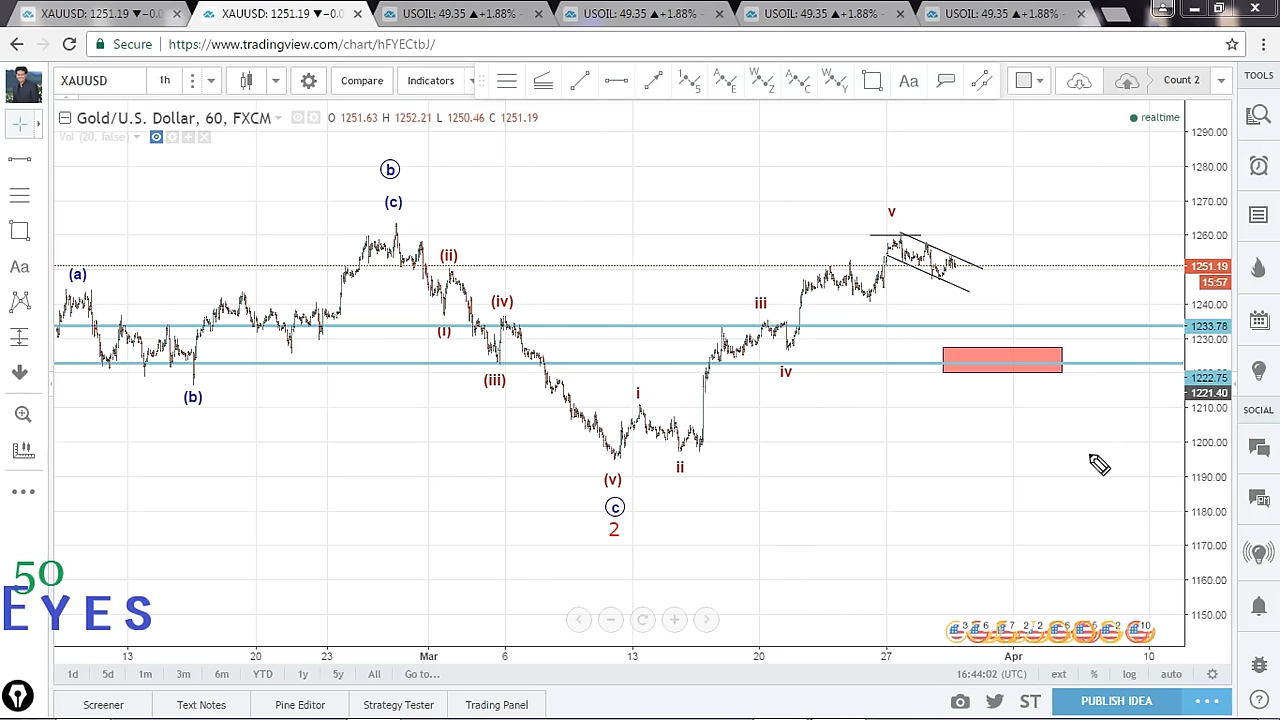 XAUUSD: 1251.19 ▼−0.0
XAUUSD: 1251.19 ▼−0.0
USOIL: 49.35 ▲+1.88% −
USOIL: 49.35 ▲+1.88% −
USOIL: 49.35 ▲+1.88% −
USOIL: 49.35 ▲+1.88% −
Secure
https://www.tradingview.com/chart/hFYECtbJ/
XAUUSD 1h Compare Indicators Aa Count 2 TOOLS
Gold/U.S. Dollar, 60, FXCM O 1251.63 H 1252.21 L 1250.46 C 1251.19
realtime
Vol (20, false)
1290.00
1280.00
1270.00
1260.00
1251.19
15:57
1240.00
1233.78
1230.00
1222.75
1221.40
1210.00
1200.00
1190.00
1180.00
1170.00
1160.00
1150.00
b
(c)
(a)
(b)
(ii)
(i)
(iv)
(iii)
(v)
c
2
i
ii
iii
iv
v
Aa
SOCIAL
50
EYES
13 20 23 Mar 6 13 20 27 Apr 10
1d 5d 1m 3m 6m YTD 1y 5y All Go to... 16:44:02 (UTC) ext % log auto
Screener Text Notes Pine Editor Strategy Trading Panel ST PUBLISH IDEA